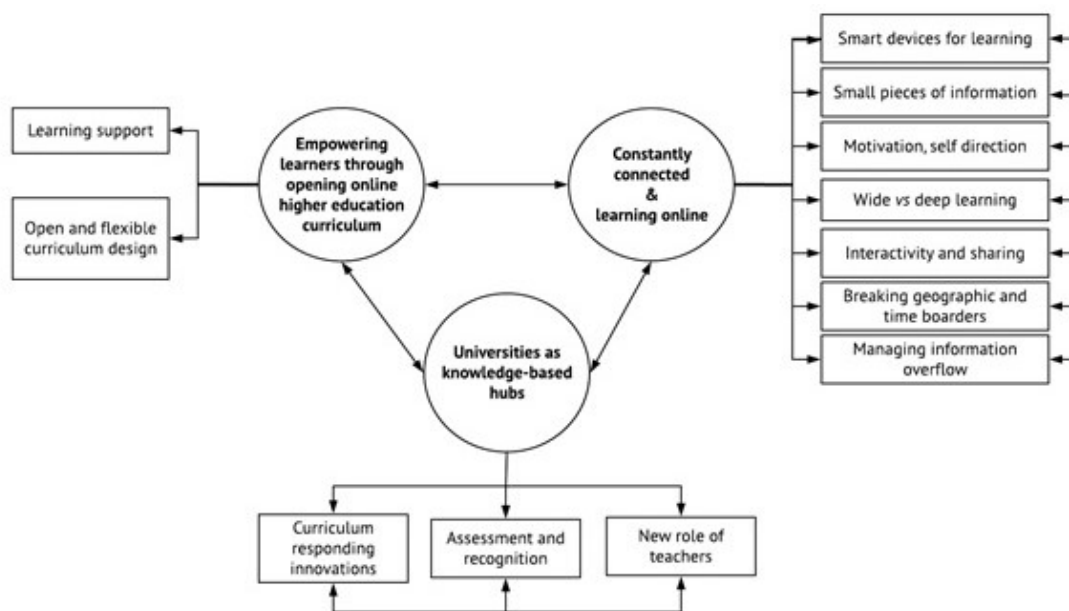 Learning support
Open and flexible
curriculum design
Empowering
learners through
opening online
higher education
curriculum
Constantly
connected
&
learning online
Universities as
knowledge-based
hubs
Smart devices for learning
Small pieces of information
Motivation, self direction
Wide vs deep learning
Interactivity and sharing
Breaking geographic and
time boarders
Managing information
overflow
Curriculum
responding
innovations
Assessment and
recognition
New role of
teachers